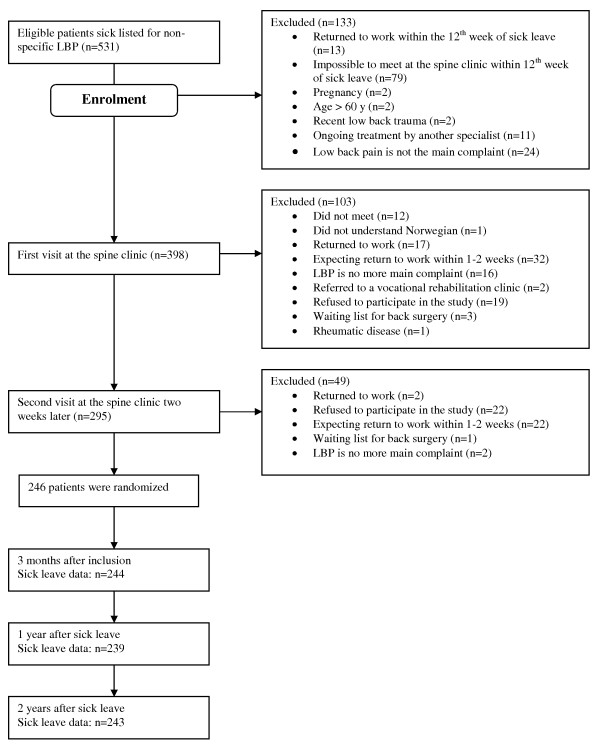 Eligible patients sick listed for non-
specific LBP (n=531)
Enrolment
Excluded (n=133)
• Returned to work within the 12th week of sick leave
(n=13)
• Impossible to meet at the spine clinic within 12th week
of sick leave (n=79)
• Pregnancy (n=2)
• Age > 60 y (n=2)
• Recent low back trauma (n=2)
• Ongoing treatment by another specialist (n=11)
• Low back pain is not the main complaint (n=24)
First visit at the spine clinic (n=398)
Excluded (n=103)
• Did not meet (n=12)
• Did not understand Norwegian (n=1)
• Returned to work (n=17)
• Expecting return to work within 1-2 weeks (n=32)
• LBP is no more main complaint (n=16)
• Referred to a vocational rehabilitation clinic (n=2)
• Refused to participate in the study (n=19)
• Waiting list for back surgery (n=3)
• Rheumatic disease (n=1)
Second visit at the spine clinic two
weeks later (n=295)
Excluded (n=49)
• Returned to work (n=2)
• Refused to participate in the study (n=22)
• Expecting return to work within 1-2 weeks (n=22)
• Waiting list for back surgery (n=1)
• LBP is no more main complaint (n=2)
246 patients were randomized
3 months after inclusion
Sick leave data: n=244
1 year after sick leave
Sick leave data: n=239
2 years after sick leave
Sick leave data: n=243